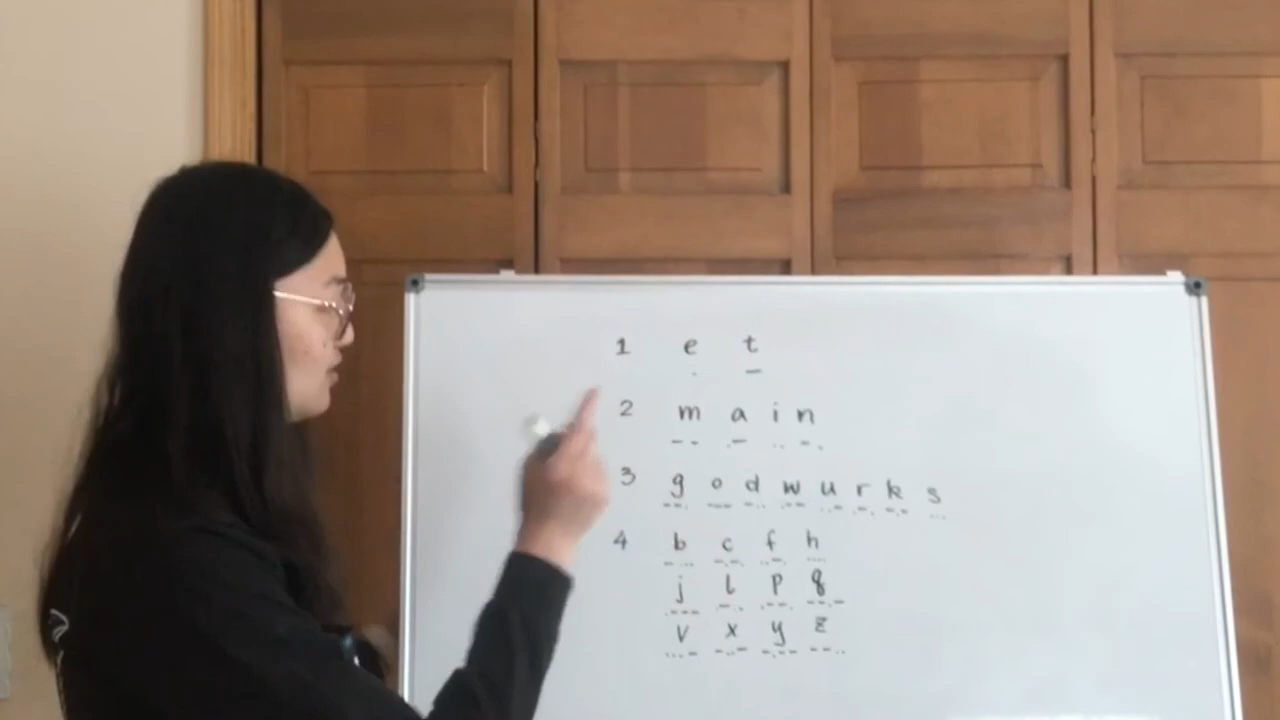 1 e t
. —
2 m a i n
-- .- .. -.
3 g o d w u r k s
--. --- -.. .-- ..- .-. -.- ...
4 b c f h
-... -.-. ..-. ....
j l p q
.--- .-.. .--. --.-
v x y z
...- -..- -.-- --..